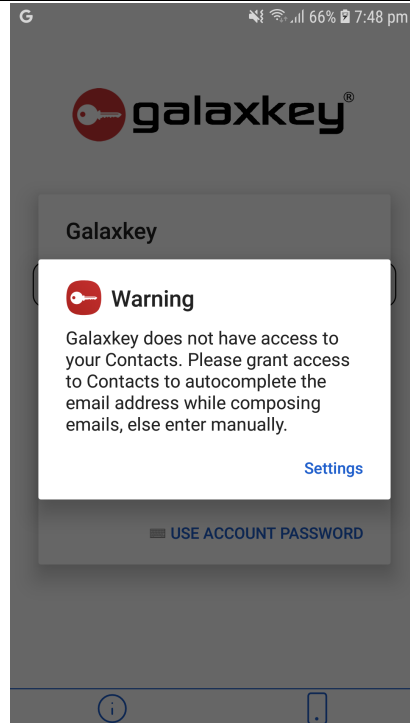 G 66% 7:48 pm
galaxkey®
Galaxkey
Warning
Galaxkey does not have access to
your Contacts. Please grant access
to Contacts to autocomplete the
email address while composing
emails, else enter manually.
Settings
USE ACCOUNT PASSWORD